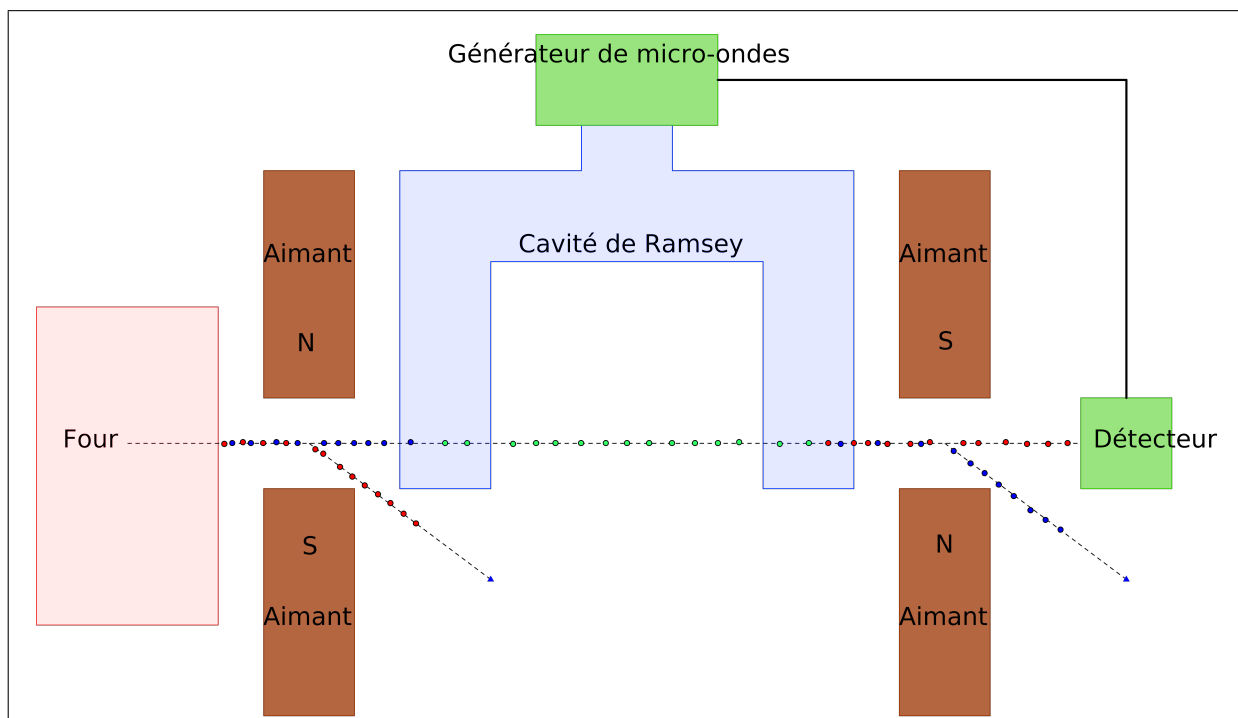 Générateur de micro-ondes
Aimant
Cavité de Ramsey
Aimant
N
S
Four
Détecteur
S
N
Aimant
Aimant